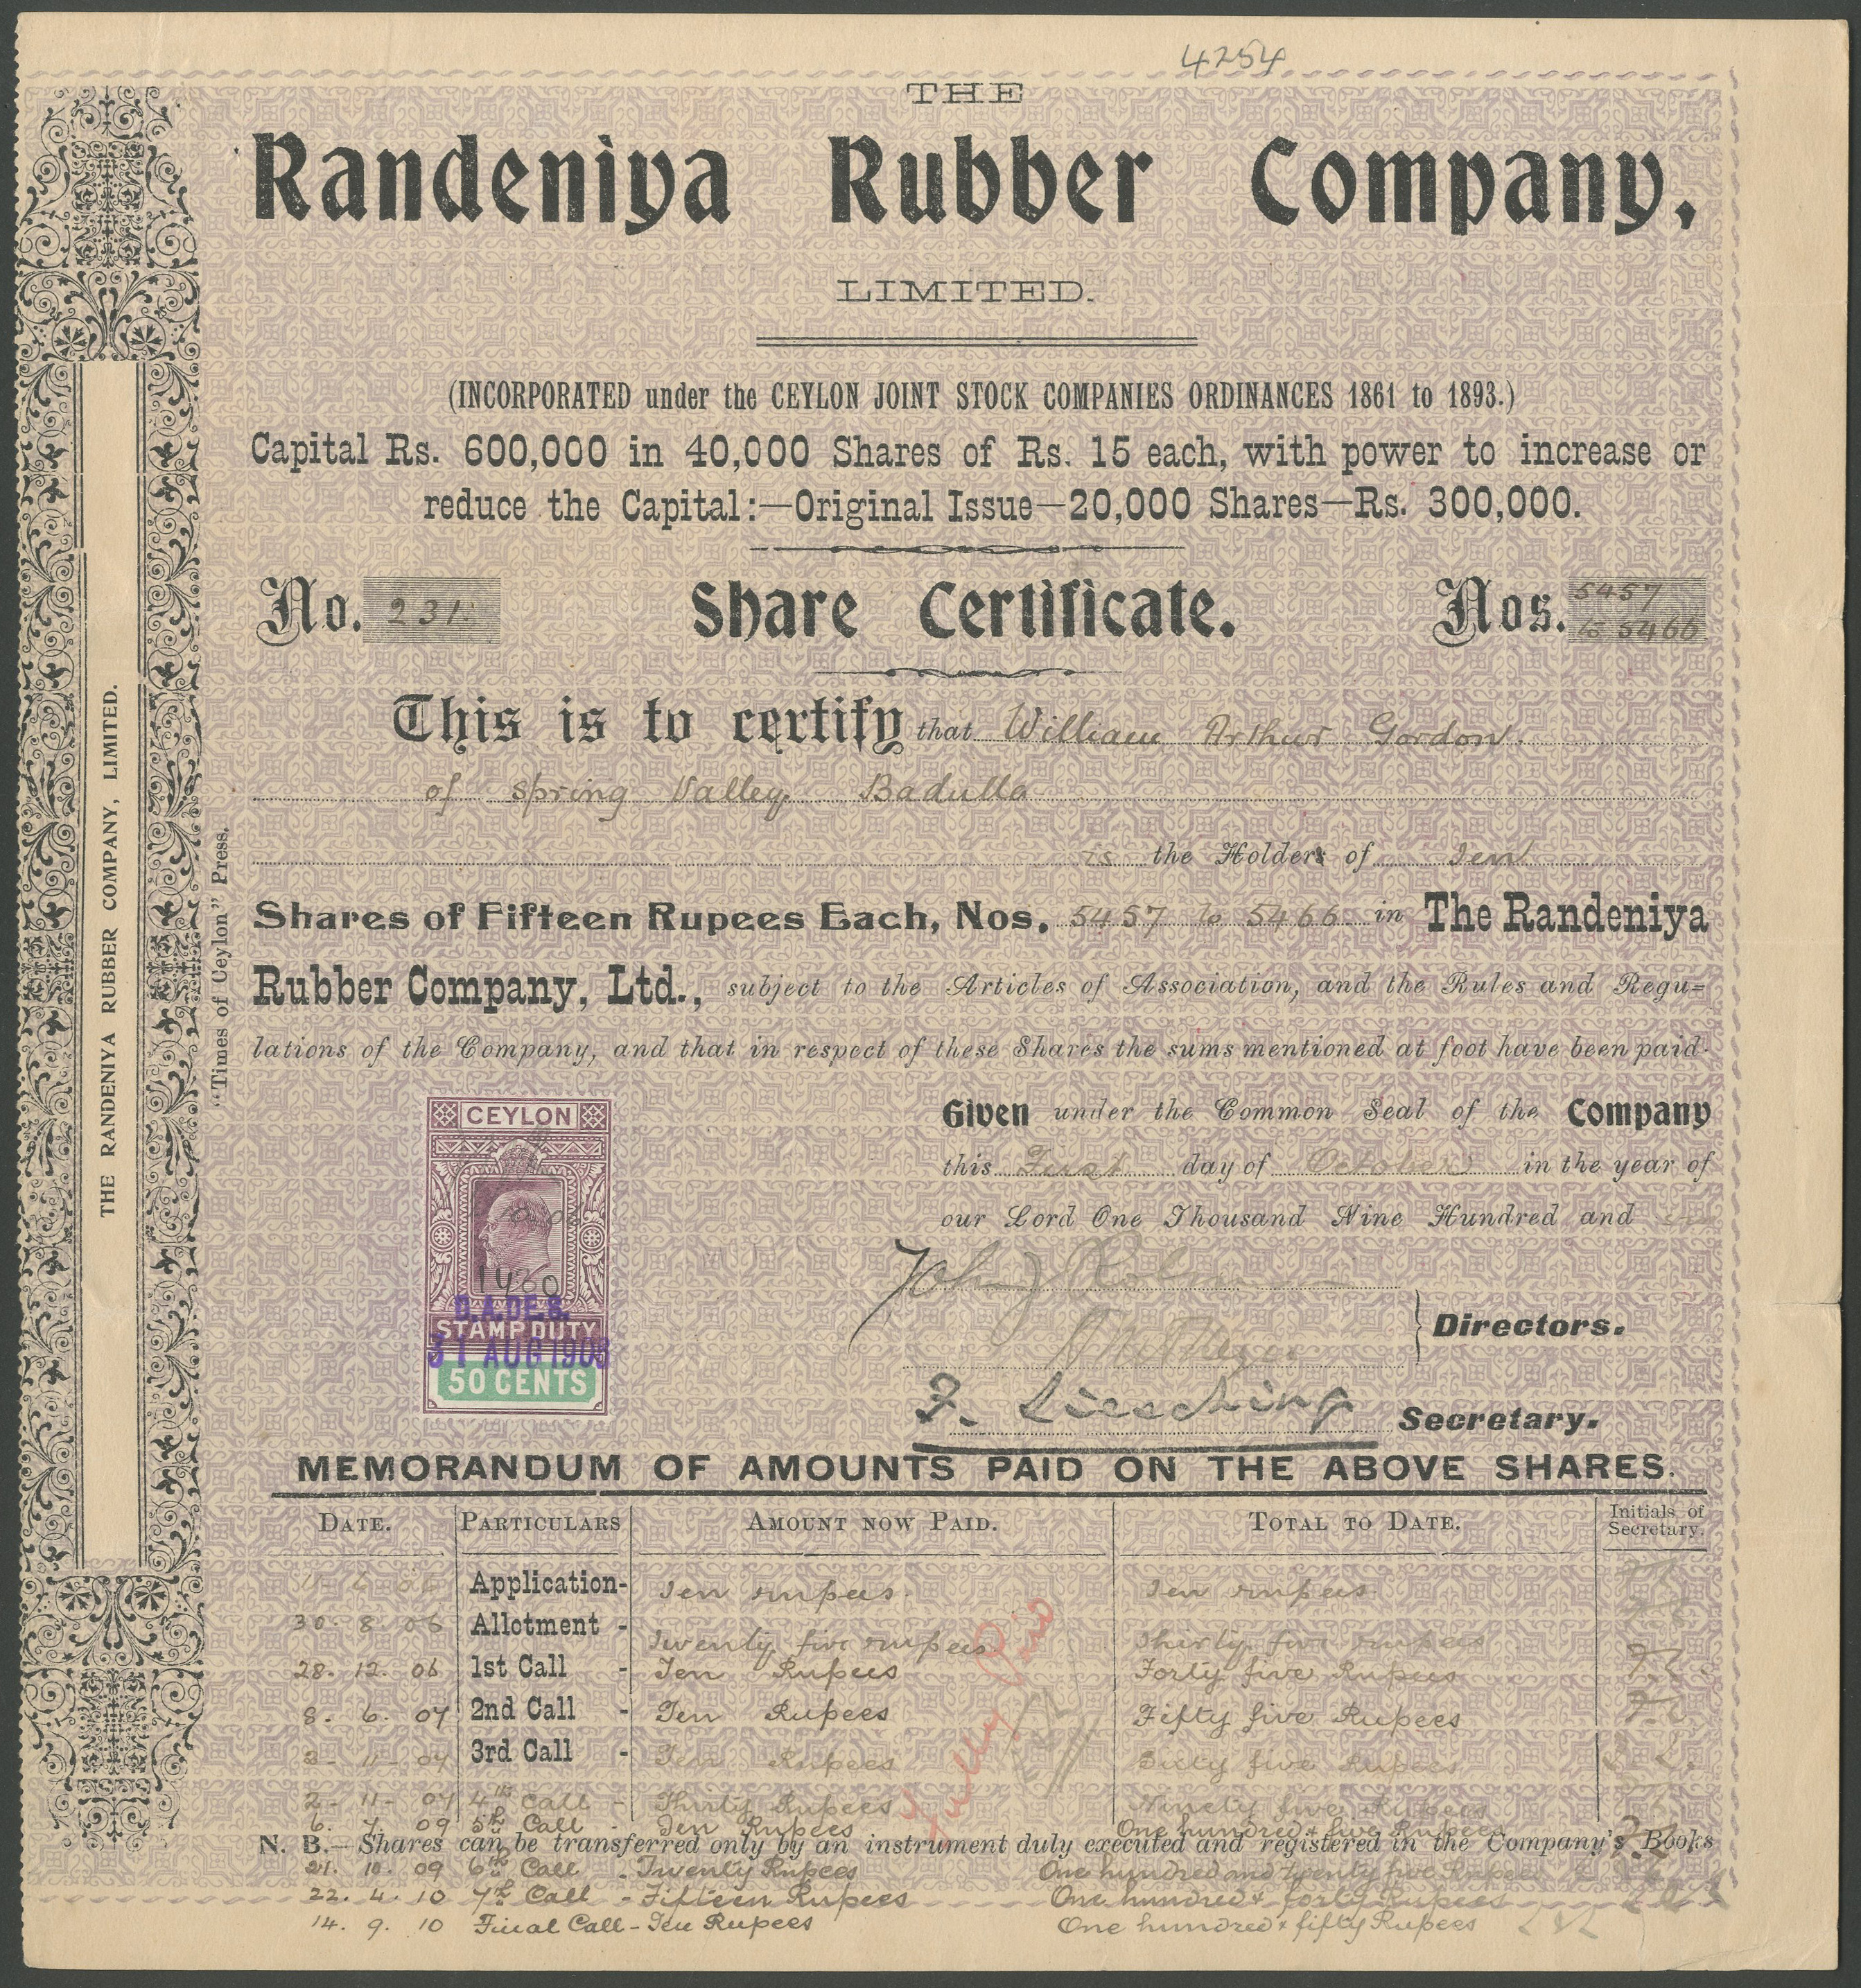 4254
THE
Randeniya Rubber Company,
LIMITED.
(INCORPORATED under the CEYLON JOINT STOCK COMPANIES ORDINANCES 1861 to 1893.)
Capital Rs. 600,000 in 40,000 Shares of Rs. 15 each, with power to increase or
reduce the Capital:—Original Issue—20,000 Shares—Rs. 300,000.
No. 231. Share Certificate. Nos. 5457 to 5466
This is to certify that William Arthur Gordon.
of Spring Valley Badulla
is the Holders of Ten
Shares of Fifteen Rupees Each, Nos. 5457 to 5466 in The Randeniya
Rubber Company, Ltd., subject to the Articles of Association, and the Rules and Regu=
lations of the Company, and that in respect of these Shares the sums mentioned at foot have been paid.
Given under the Common Seal of the Company
this First day of October in the year of
our Lord One Thousand Nine Hundred and
CEYLON
1430
B.A.DE.S.
STAMP DUTY
31 AUG 1906
50 CENTS
Directors.
F. Liesching Secretary.
MEMORANDUM OF AMOUNTS PAID ON THE ABOVE SHARES.
DATE. PARTICULARS AMOUNT NOW PAID. TOTAL TO DATE. Initials of Secretary.
11 6 06 Application- Ten rupees. Ten rupees.
30. 8. 06 Allotment - Twenty five rupees Thirty five rupees
28. 12. 06 1st Call - Ten Rupees Forty five Rupees
8. 6. 07 2nd Call - Ten Rupees Fifty five Rupees
3- 11- 07 3rd Call - Ten Rupees Sixty five Rupees
2- 11- 07 4th Call - Thirty Rupees Ninety five Rupees
6. 7. 09 5th Call - Ten Rupees One hundred & five Rupees
N. B.—Shares can be transferred only by an instrument duly executed and registered in the Company's Books
21. 10. 09 6th Call - Twenty Rupees One hundred and twenty five Rupees
22. 4. 10 7th Call - Fifteen Rupees One hundred & forty Rupees
14. 9. 10 Final Call - Ten Rupees One hundred & fifty Rupees
Fully Paid
THE RANDENIYA RUBBER COMPANY, LIMITED.
"Times of Ceylon" Press.